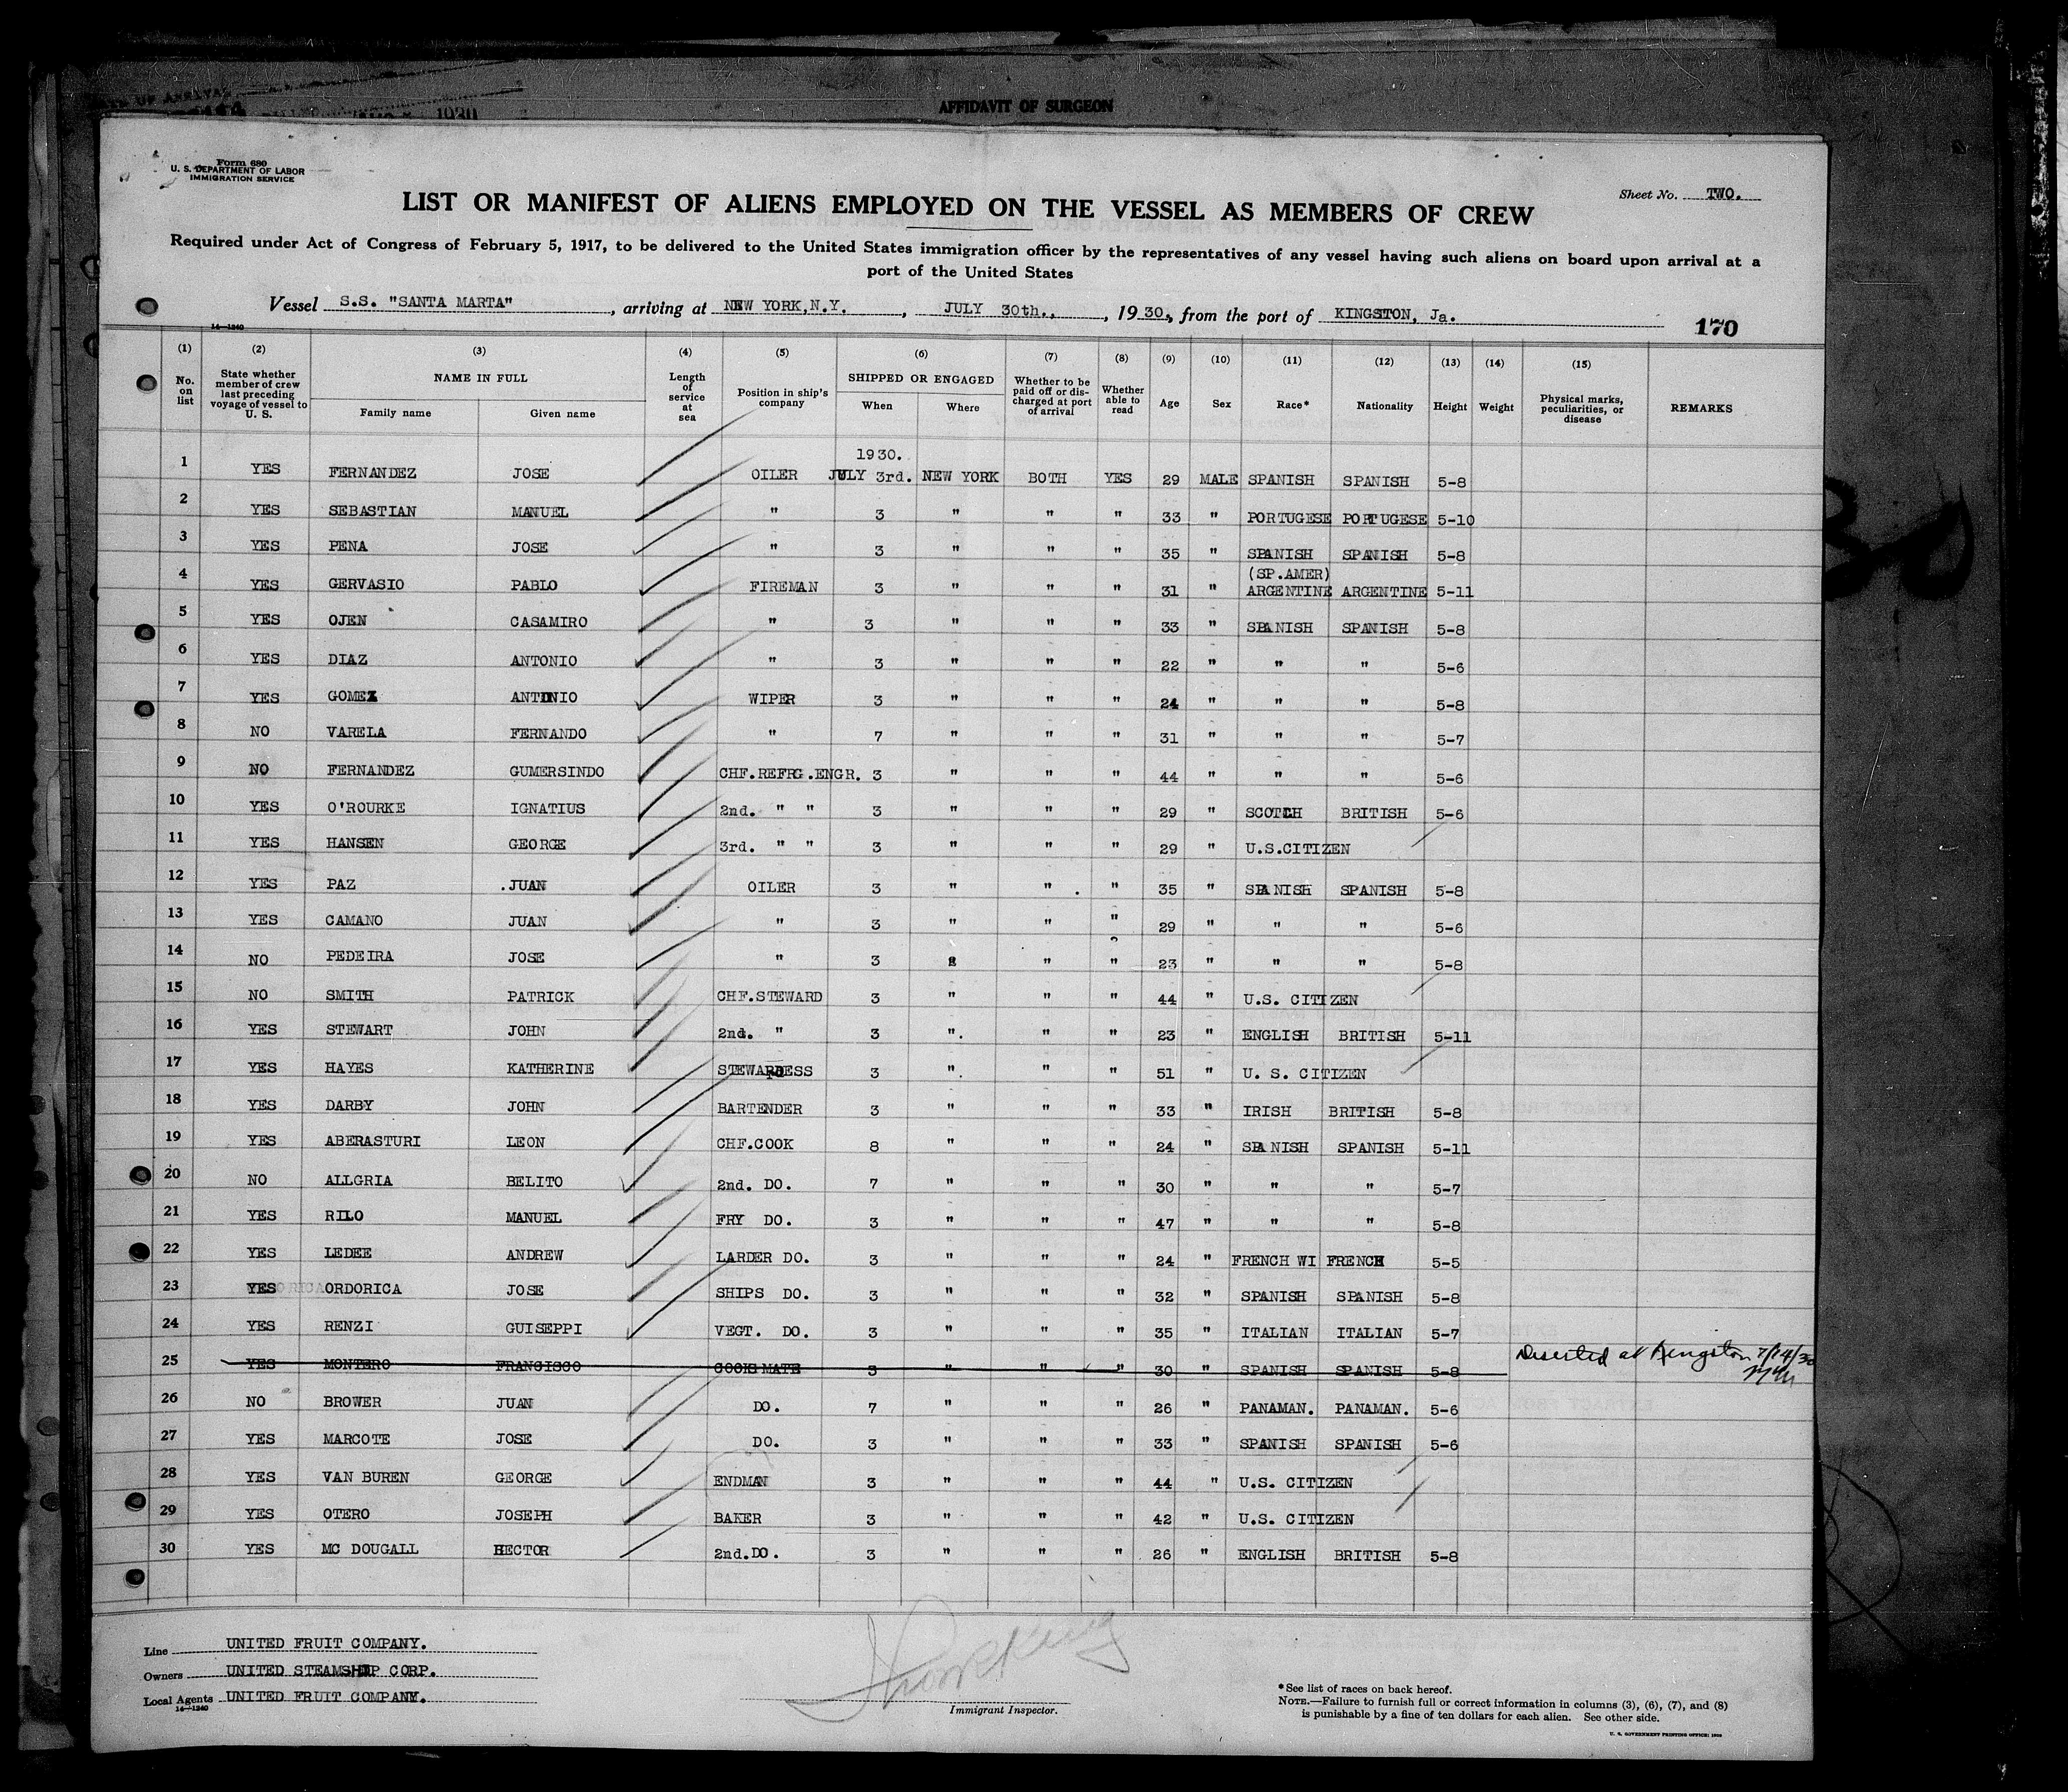 AFFIDAVIT OF SURGEON
Form 680
U. S. DEPARTMENT OF LABOR
IMMIGRATION SERVICE
Sheet No. TWO.
LIST OR MANIFEST OF ALIENS EMPLOYED ON THE VESSEL AS MEMBERS OF CREW
Required under Act of Congress of February 5, 1917, to be delivered to the United States immigration officer by the representatives of any vessel having such aliens on board upon arrival at a
port of the United States
Vessel S.S. "SANTA MARTA", arriving at NEW YORK, N.Y., JULY 30th., 1930, from the port of KINGSTON, Ja.
14—1240
170
(1) (2) (3) (4) (5) (6) (7) (8) (9) (10) (11) (12) (13) (14) (15)
No. on list State whether member of crew last preceding voyage of vessel to U. S. NAME IN FULL Length of service at sea Position in ship's company SHIPPED OR ENGAGED Whether to be paid off or discharged at port of arrival Whether able to read Age Sex Race* Nationality Height Weight Physical marks, peculiarities, or disease REMARKS
Family name Given name When Where
1930.
1 YES FERNANDEZ JOSE OILER JULY 3rd. NEW YORK BOTH YES 29 MALE SPANISH SPANISH 5-8
2 YES SEBASTIAN MANUEL " 3 " " " 33 " PORTUGESE PORTUGESE 5-10
3 YES PENA JOSE " 3 " " " 35 " SPANISH SPANISH 5-8
(SP.AMER)
4 YES GERVASIO PABLO FIREMAN 3 " " " 31 " ARGENTINE ARGENTINE 5-11
5 YES OJEN CASAMIRO " 3 " " " 33 " SPANISH SPANISH 5-8
6 YES DIAZ ANTONIO " 3 " " " 22 " " " 5-6
7 YES GOMEZ ANTONIO WIPER 3 " " " 24 " " " 5-8
8 NO VARELA FERNANDO " 7 " " " 31 " " " 5-7
9 NO FERNANDEZ GUMERSINDO CHF.REFRG.ENGR. 3 " " " 44 " " " 5-6
10 YES O'ROURKE IGNATIUS 2nd. " " 3 " " " 29 " SCOTCH BRITISH 5-6
11 YES HANSEN GEORGE 3rd. " " 3 " " " 29 " U.S.CITIZEN
12 YES PAZ JUAN OILER 3 " " " 35 " SPANISH SPANISH 5-8
13 YES CAMANO JUAN " 3 " " " 29 " " " 5-6
14 NO PEDEIRA JOSE " 3 " " " 23 " " " 5-8
15 NO SMITH PATRICK CHF.STEWARD 3 " " " 44 " U.S. CITIZEN
16 YES STEWART JOHN 2nd. " 3 " " " 23 " ENGLISH BRITISH 5-11
17 YES HAYES KATHERINE STEWARDESS 3 " " " 51 " U. S. CITIZEN
18 YES DARBY JOHN BARTENDER 3 " " " 33 " IRISH BRITISH 5-8
19 YES ABERASTURI LEON CHF.COOK 8 " " " 24 " SPANISH SPANISH 5-11
20 NO ALLGRIA BELITO 2nd. DO. 7 " " " 30 " " " 5-7
21 YES RILO MANUEL FRY DO. 3 " " " 47 " " " 5-8
22 YES LEDEE ANDREW LARDER DO. 3 " " " 24 " FRENCH WI FRENCH 5-5
23 YES ORDORICA JOSE SHIPS DO. 3 " " " 32 " SPANISH SPANISH 5-8
24 YES RENZI GUISEPPI VEGT. DO. 3 " " " 35 " ITALIAN ITALIAN 5-7
25 YES MONTERO FRANCISCO COOKS MATE 3 " " " 30 " SPANISH SPANISH 5-8 Deserted at Kingston 7/14/30
26 NO BROWER JUAN DO. 7 " " " 26 " PANAMAN. PANAMAN. 5-6
27 YES MARCOTE JOSE DO. 3 " " " 33 " SPANISH SPANISH 5-6
28 YES VAN BUREN GEORGE ENDMAN 3 " " " 44 " U.S. CITIZEN
29 YES OTERO JOSEPH BAKER 3 " " " 42 " U.S. CITIZEN
30 YES MC DOUGALL HECTOR 2nd.DO. 3 " " " 26 " ENGLISH BRITISH 5-8
Line UNITED FRUIT COMPANY.
Owners UNITED STEAMSHIP CORP.
Local Agents UNITED FRUIT COMPANY.
14—1240
Immigrant Inspector.
*See list of races on back hereof.
NOTE.—Failure to furnish full or correct information in columns (3), (6), (7), and (8)
is punishable by a fine of ten dollars for each alien. See other side.